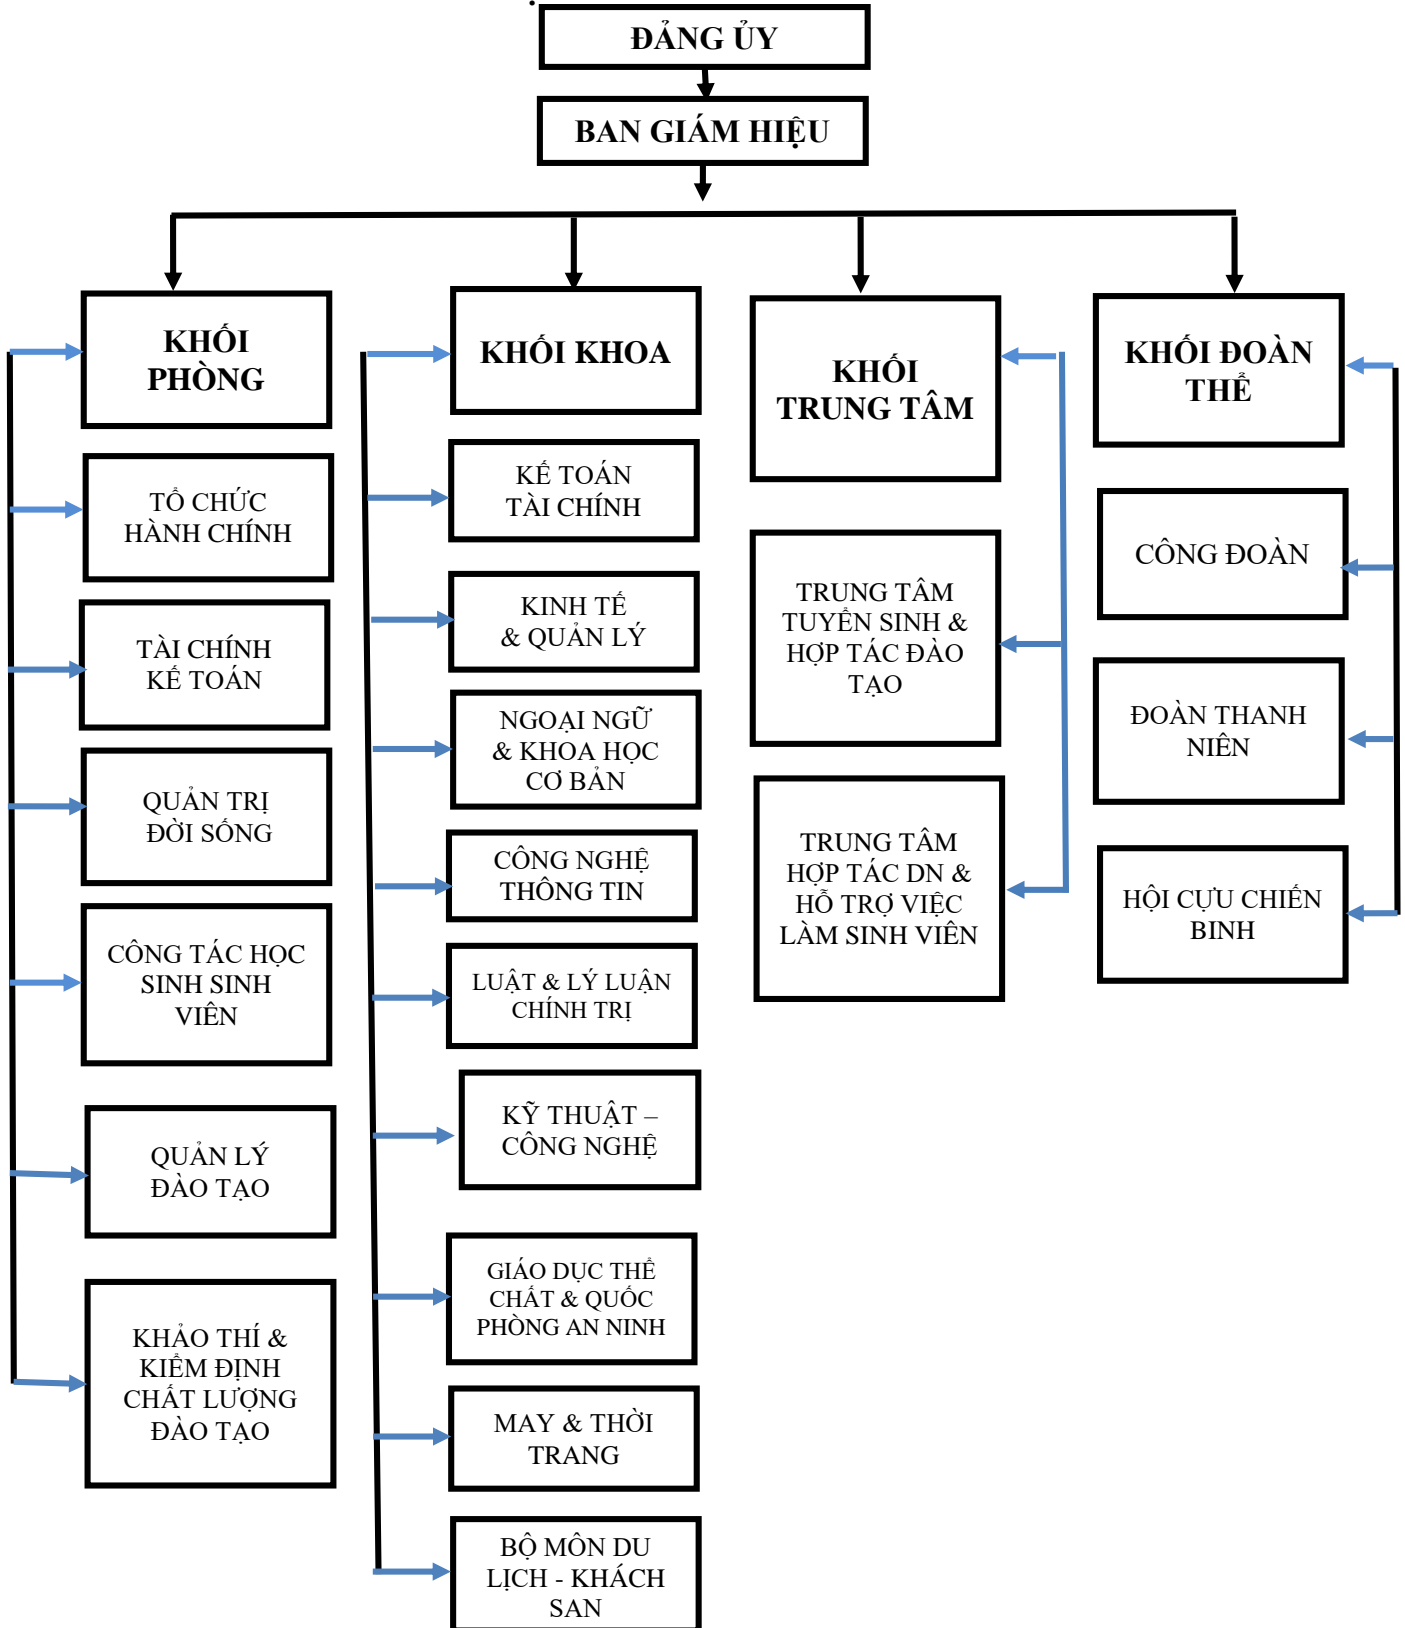 ĐẢNG ỦY
BAN GIÁM HIỆU
KHỐI
PHÒNG
TỔ CHỨC
HÀNH CHÍNH
TÀI CHÍNH
KẾ TOÁN
QUẢN TRỊ
ĐỜI SỐNG
CÔNG TÁC HỌC
SINH SINH
VIÊN
QUẢN LÝ
ĐÀO TẠO
KHẢO THÍ &
KIỂM ĐỊNH
CHẤT LƯỢNG
ĐÀO TẠO
KHỐI KHOA
KẾ TOÁN
TÀI CHÍNH
KINH TẾ
& QUẢN LÝ
NGOẠI NGỮ
& KHOA HỌC
CƠ BẢN
CÔNG NGHỆ
THÔNG TIN
LUẬT & LÝ LUẬN
CHÍNH TRỊ
KỸ THUẬT –
CÔNG NGHỆ
GIÁO DỤC THỂ
CHẤT & QUỐC
PHÒNG AN NINH
MAY & THỜI
TRANG
BỘ MÔN DU
LỊCH - KHÁCH
SAN
KHỐI
TRUNG TÂM
TRUNG TÂM
TUYỂN SINH &
HỢP TÁC ĐÀO
TẠO
TRUNG TÂM
HỢP TÁC DN &
HỖ TRỢ VIỆC
LÀM SINH VIÊN
KHỐI ĐOÀN
THỂ
CÔNG ĐOÀN
ĐOÀN THANH
NIÊN
HỘI CỰU CHIẾN
BINH